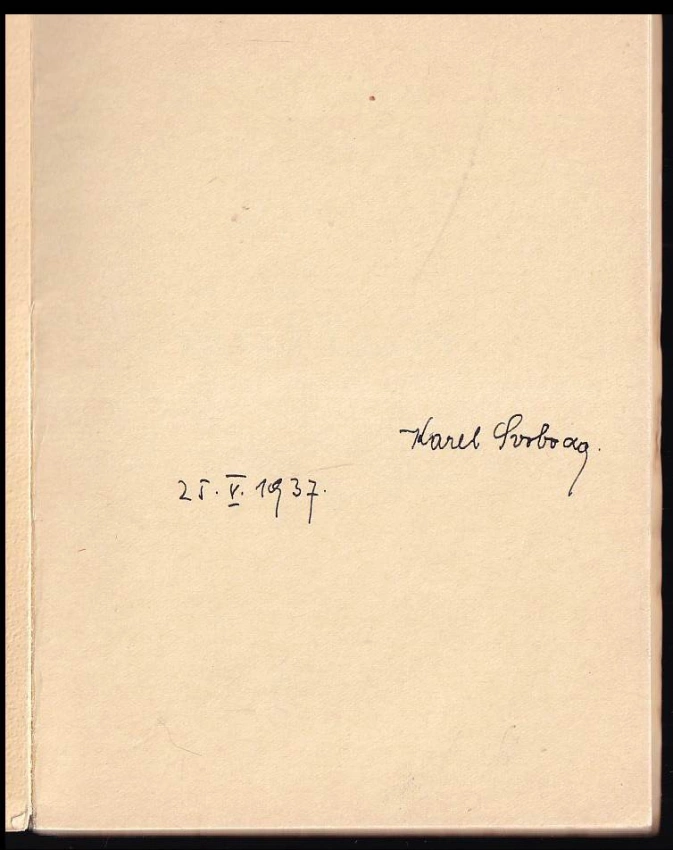 Karel Svoboda.
25. V. 1937.